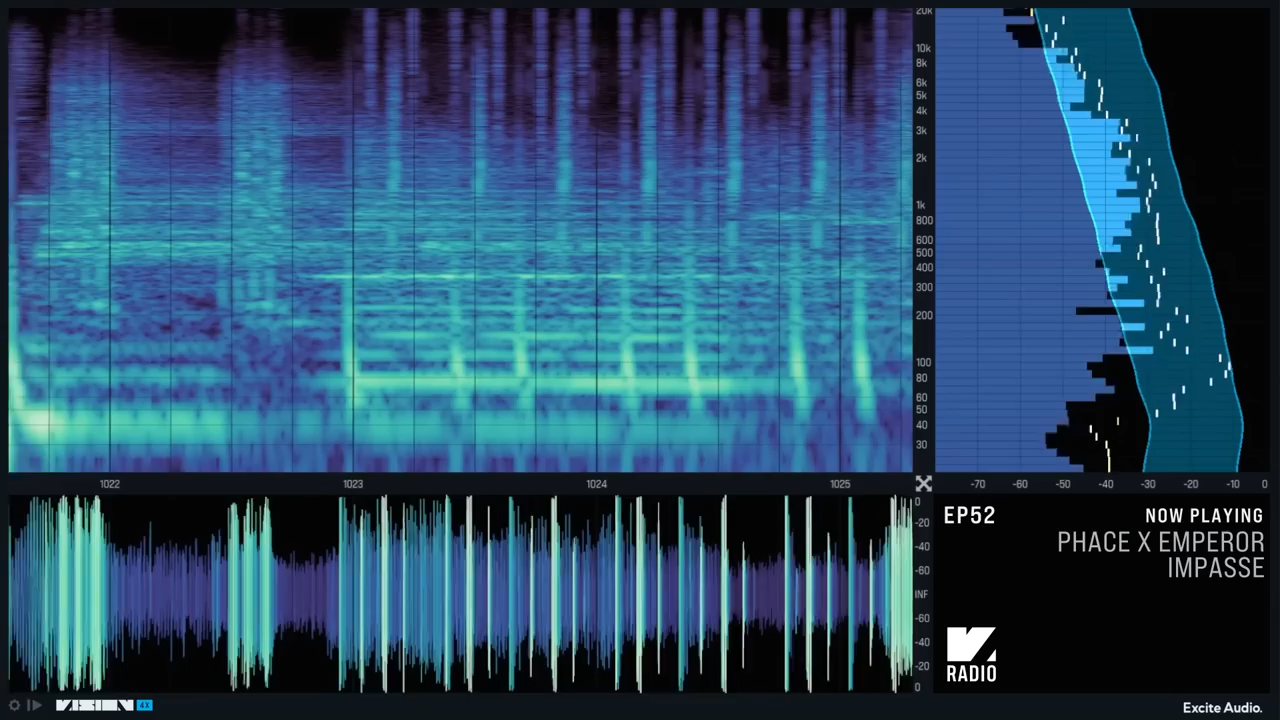 20k
10k
8k
6k
5k
4k
3k
2k
1k
800
600
500
400
300
200
100
80
60
50
40
30
1022 1023 1024 1025
-70 -60 -50 -40 -30 -20 -10 0
0
-20
-40
-60
INF
-60
-40
-20
0
EP52
NOW PLAYING
PHACE X EMPEROR
IMPASSE
RADIO
VISION 4X
Excite Audio.